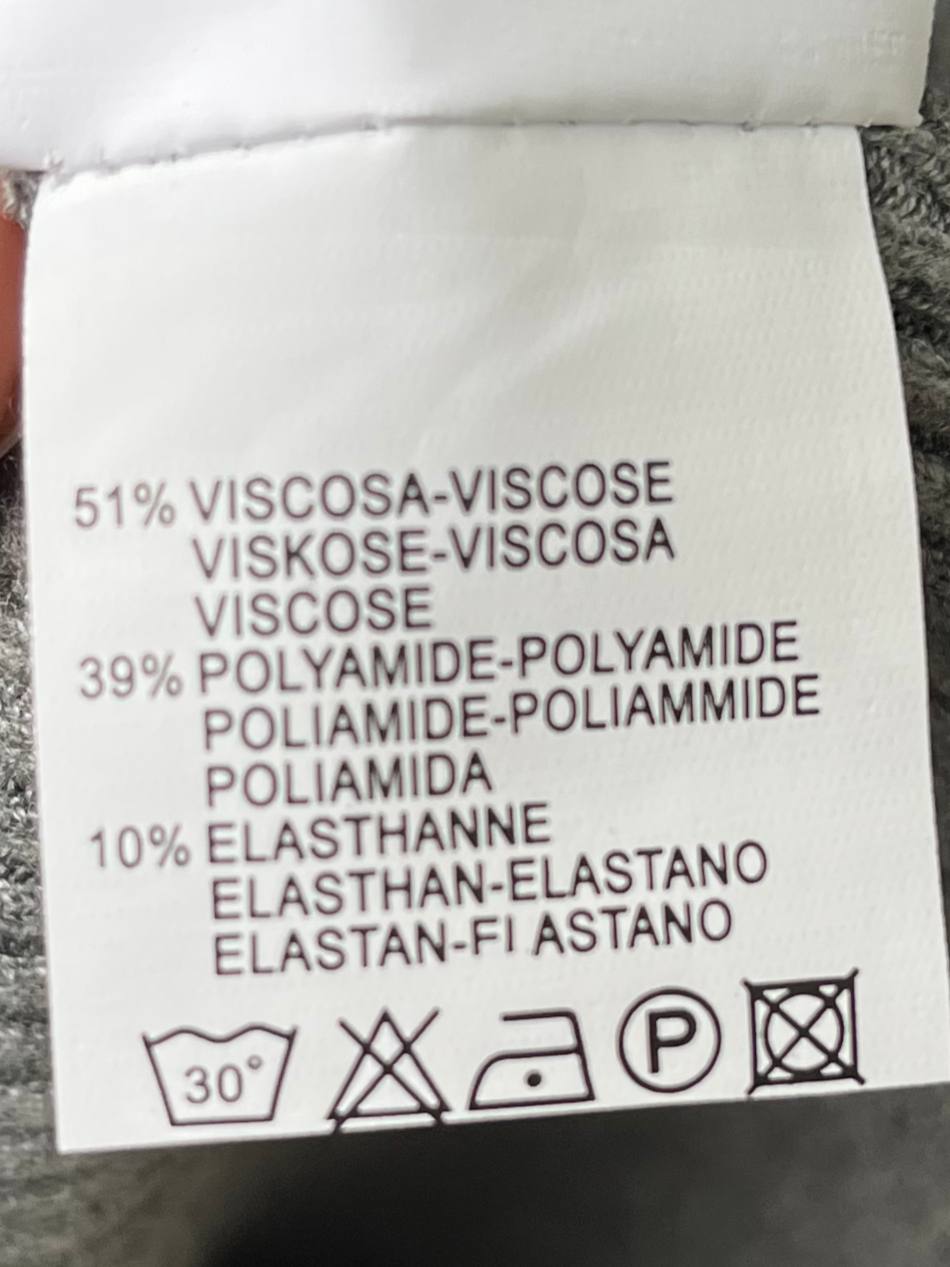 51% VISCOSA-VISCOSE
VISKOSE-VISCOSA
VISCOSE
39% POLYAMIDE-POLYAMIDE
POLIAMIDE-POLIAMMIDE
POLIAMIDA
10% ELASTHANNE
ELASTHAN-ELASTANO
ELASTAN-FI ASTANO
30° P